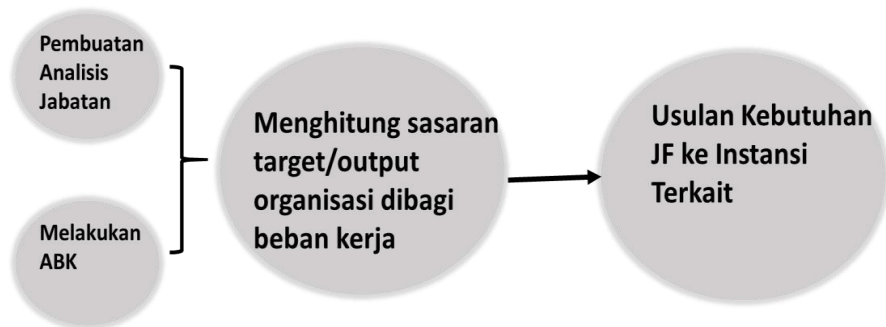 Pembuatan
Analisis
Jabatan
Melakukan
ABK
Menghitung sasaran
target/output
organisasi dibagi
beban kerja
Usulan Kebutuhan
JF ke Instansi
Terkait